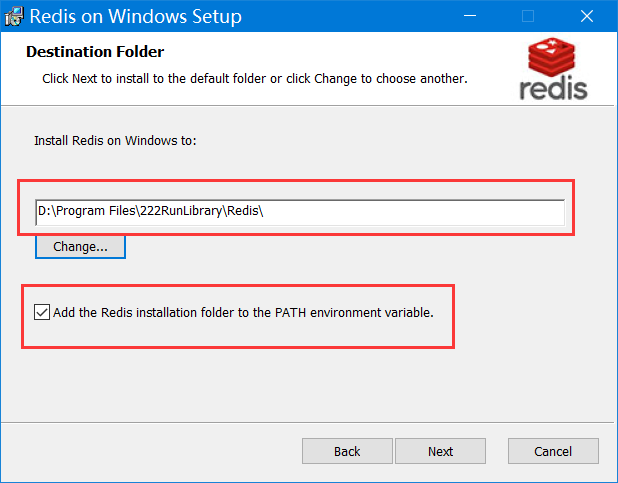 Redis on Windows Setup
Destination Folder
Click Next to install to the default folder or click Change to choose another.
redis
Install Redis on Windows to:
D:\Program Files\222RunLibrary\Redis\
Change...
Add the Redis installation folder to the PATH environment variable.
Back
Next
Cancel